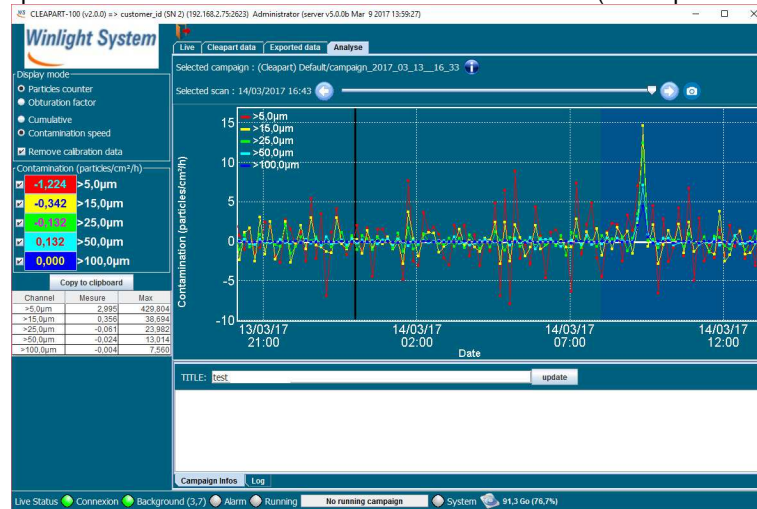 CLEAPART-100 (v2.0.0) => customer_id (SN 2) (192.168.2.75:2623) Administrator (server v5.0.0b Mar 9 2017 13:59:27)
Winlight System
Live Cleapart data Exported data Analyse
Selected campaign : (Cleapart) Default/campaign_2017_03_13__16_33
Selected scan : 14/03/2017 16:43
Display mode
Particles counter
Obturation factor
Cumulative
Contamination speed
Remove calibration data
Contamination (particles/cm²/h)
-1,224 >5,0µm
-0,342 >15,0µm
-0,132 >25,0µm
0,132 >50,0µm
0,000 >100,0µm
Copy to clipboard
Channel Mesure Max
>5,0µm 2,995 429,804
>15,0µm 0,356 38,694
>25,0µm -0,061 23,982
>50,0µm -0,024 13,014
>100,0µm -0,004 7,560
Contamination (particles/cm²/h)
15
10
5
0
-5
-10
>5,0µm
>15,0µm
>25,0µm
>50,0µm
>100,0µm
13/03/17 14/03/17 14/03/17 14/03/17
21:00 02:00 07:00 12:00
Date
TITLE: test update
Campaign Infos Log
Live Status Connexion Background (3,7) Alarm Running No running campaign System 91,3 Go (76,7%)